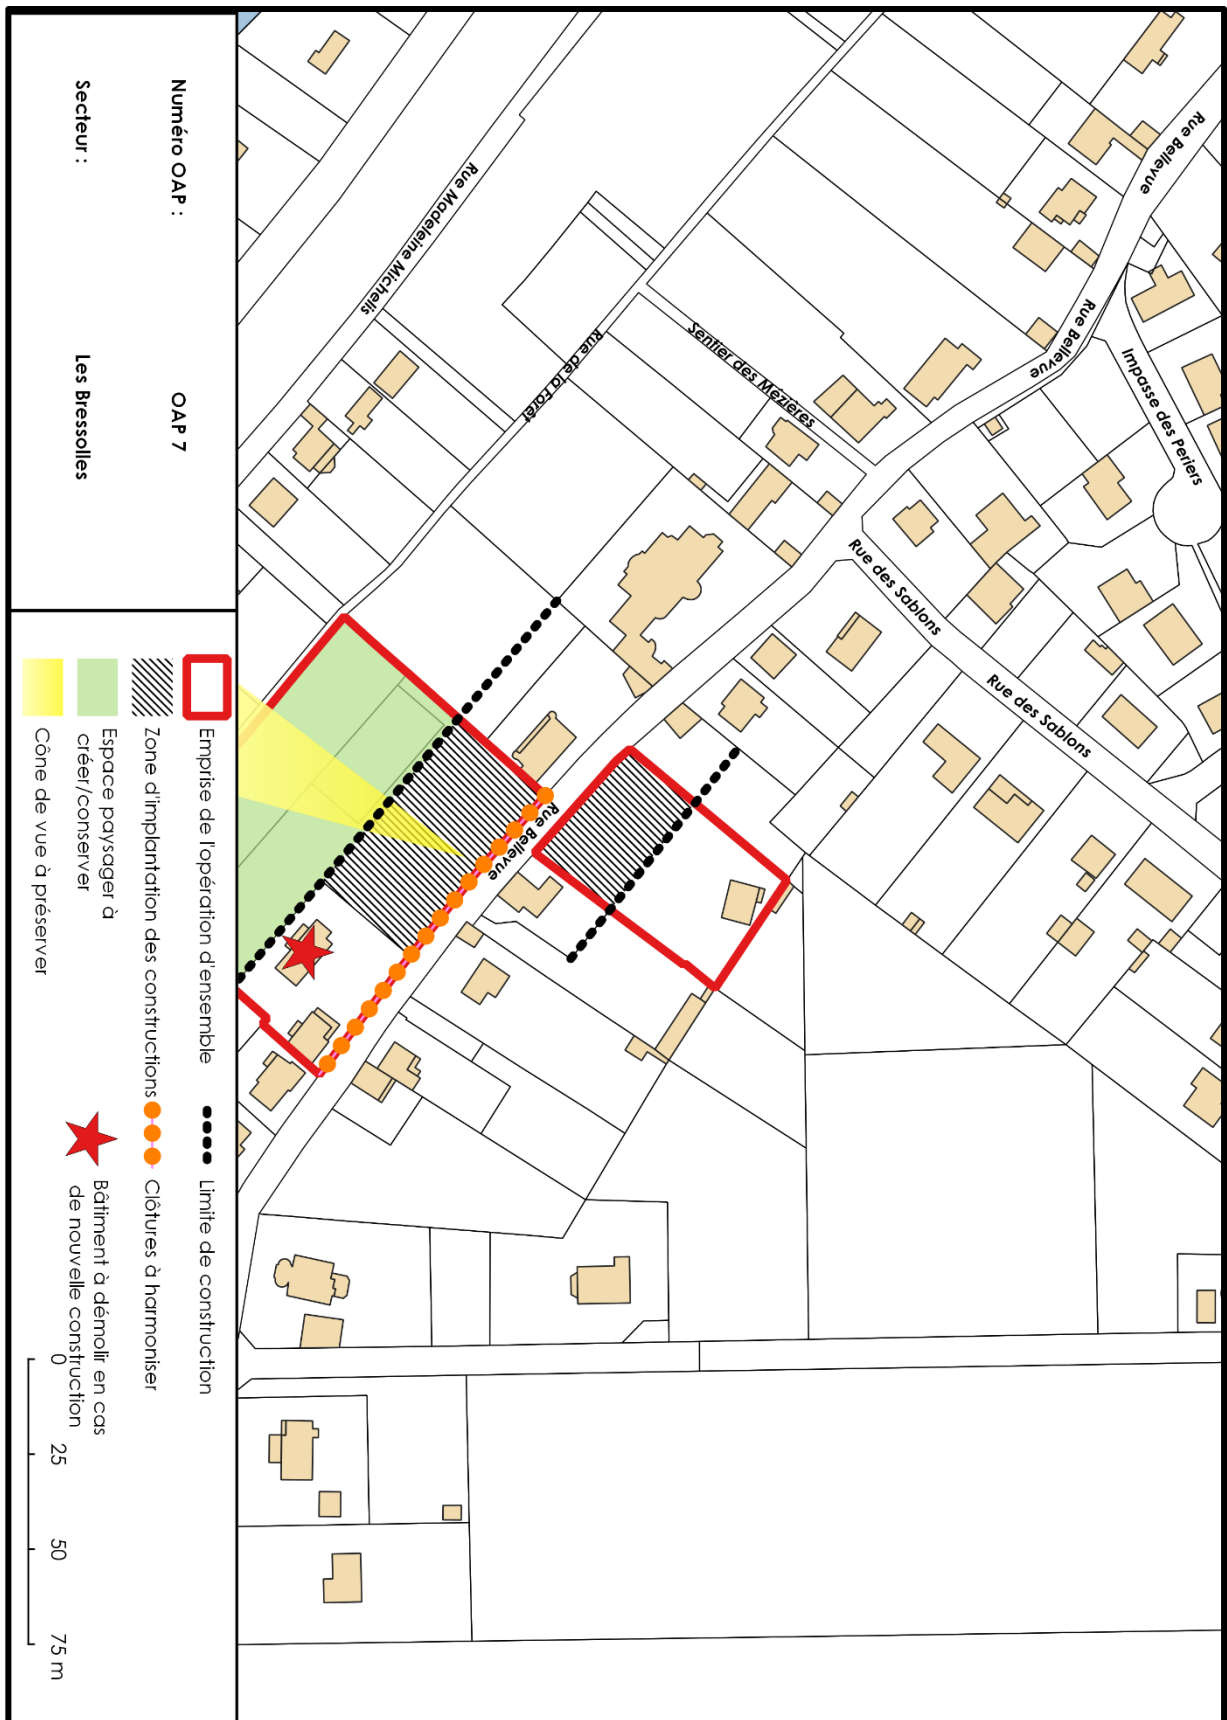 Rue Bellevue
Rue Bellevue
Impasse des Periers
Rue Madeleine Michelis
Rue de la Forêt
Sentier des Mézières
Rue des Sablons
Rue des Sablons
Rue Bellevue
Numéro OAP : OAP 7
Secteur : Les Bressolles
Emprise de l'opération d'ensemble
Zone d'implantation des constructions
Espace paysager à
créer/conserver
Cône de vue à préserver
Limite de construction
Clôtures à harmoniser
Bâtiment à démolir en cas
de nouvelle construction
0 25 50 75 m